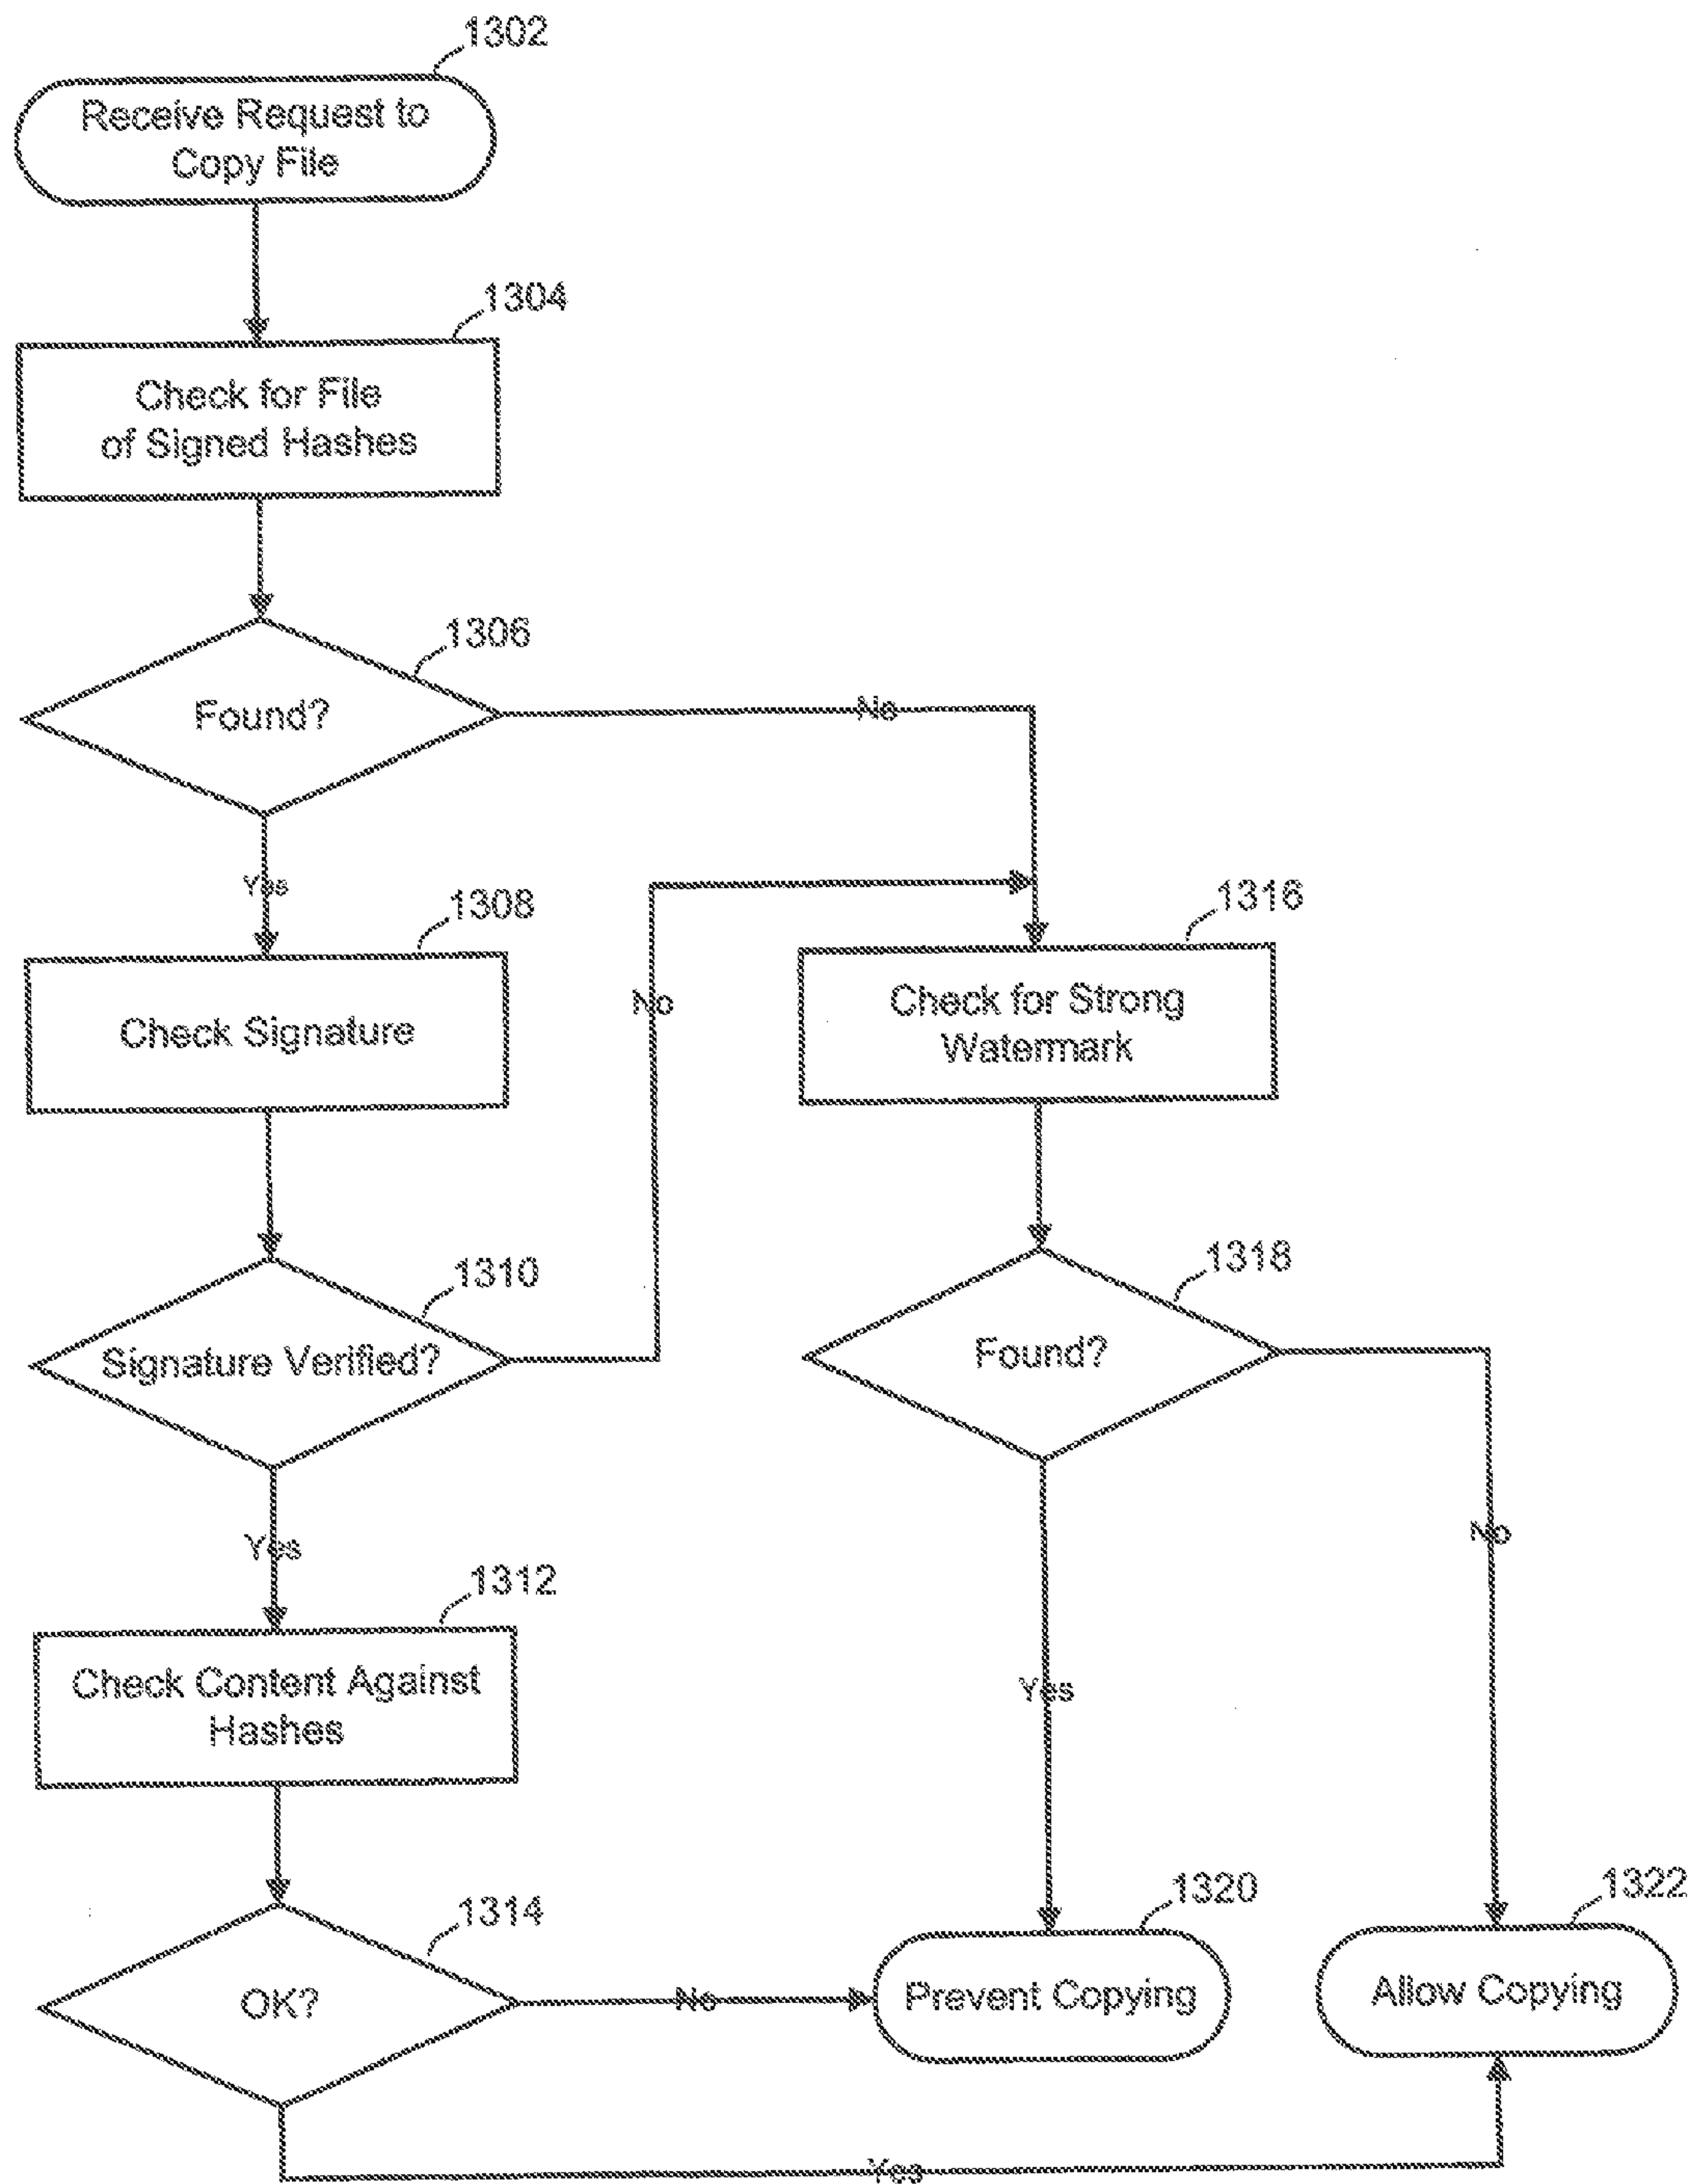 1302
Receive Request to
Copy File
1304
Check for File
of Signed Hashes
1306
Found?
No
Yes
1308
Check Signature
1316
Check for Strong
Watermark
No
1310
Signature Verified?
1318
Found?
Yes
No
1312
Check Content Against
Hashes
Yes
1314
OK?
No
1320
Prevent Copying
1322
Allow Copying
Yes